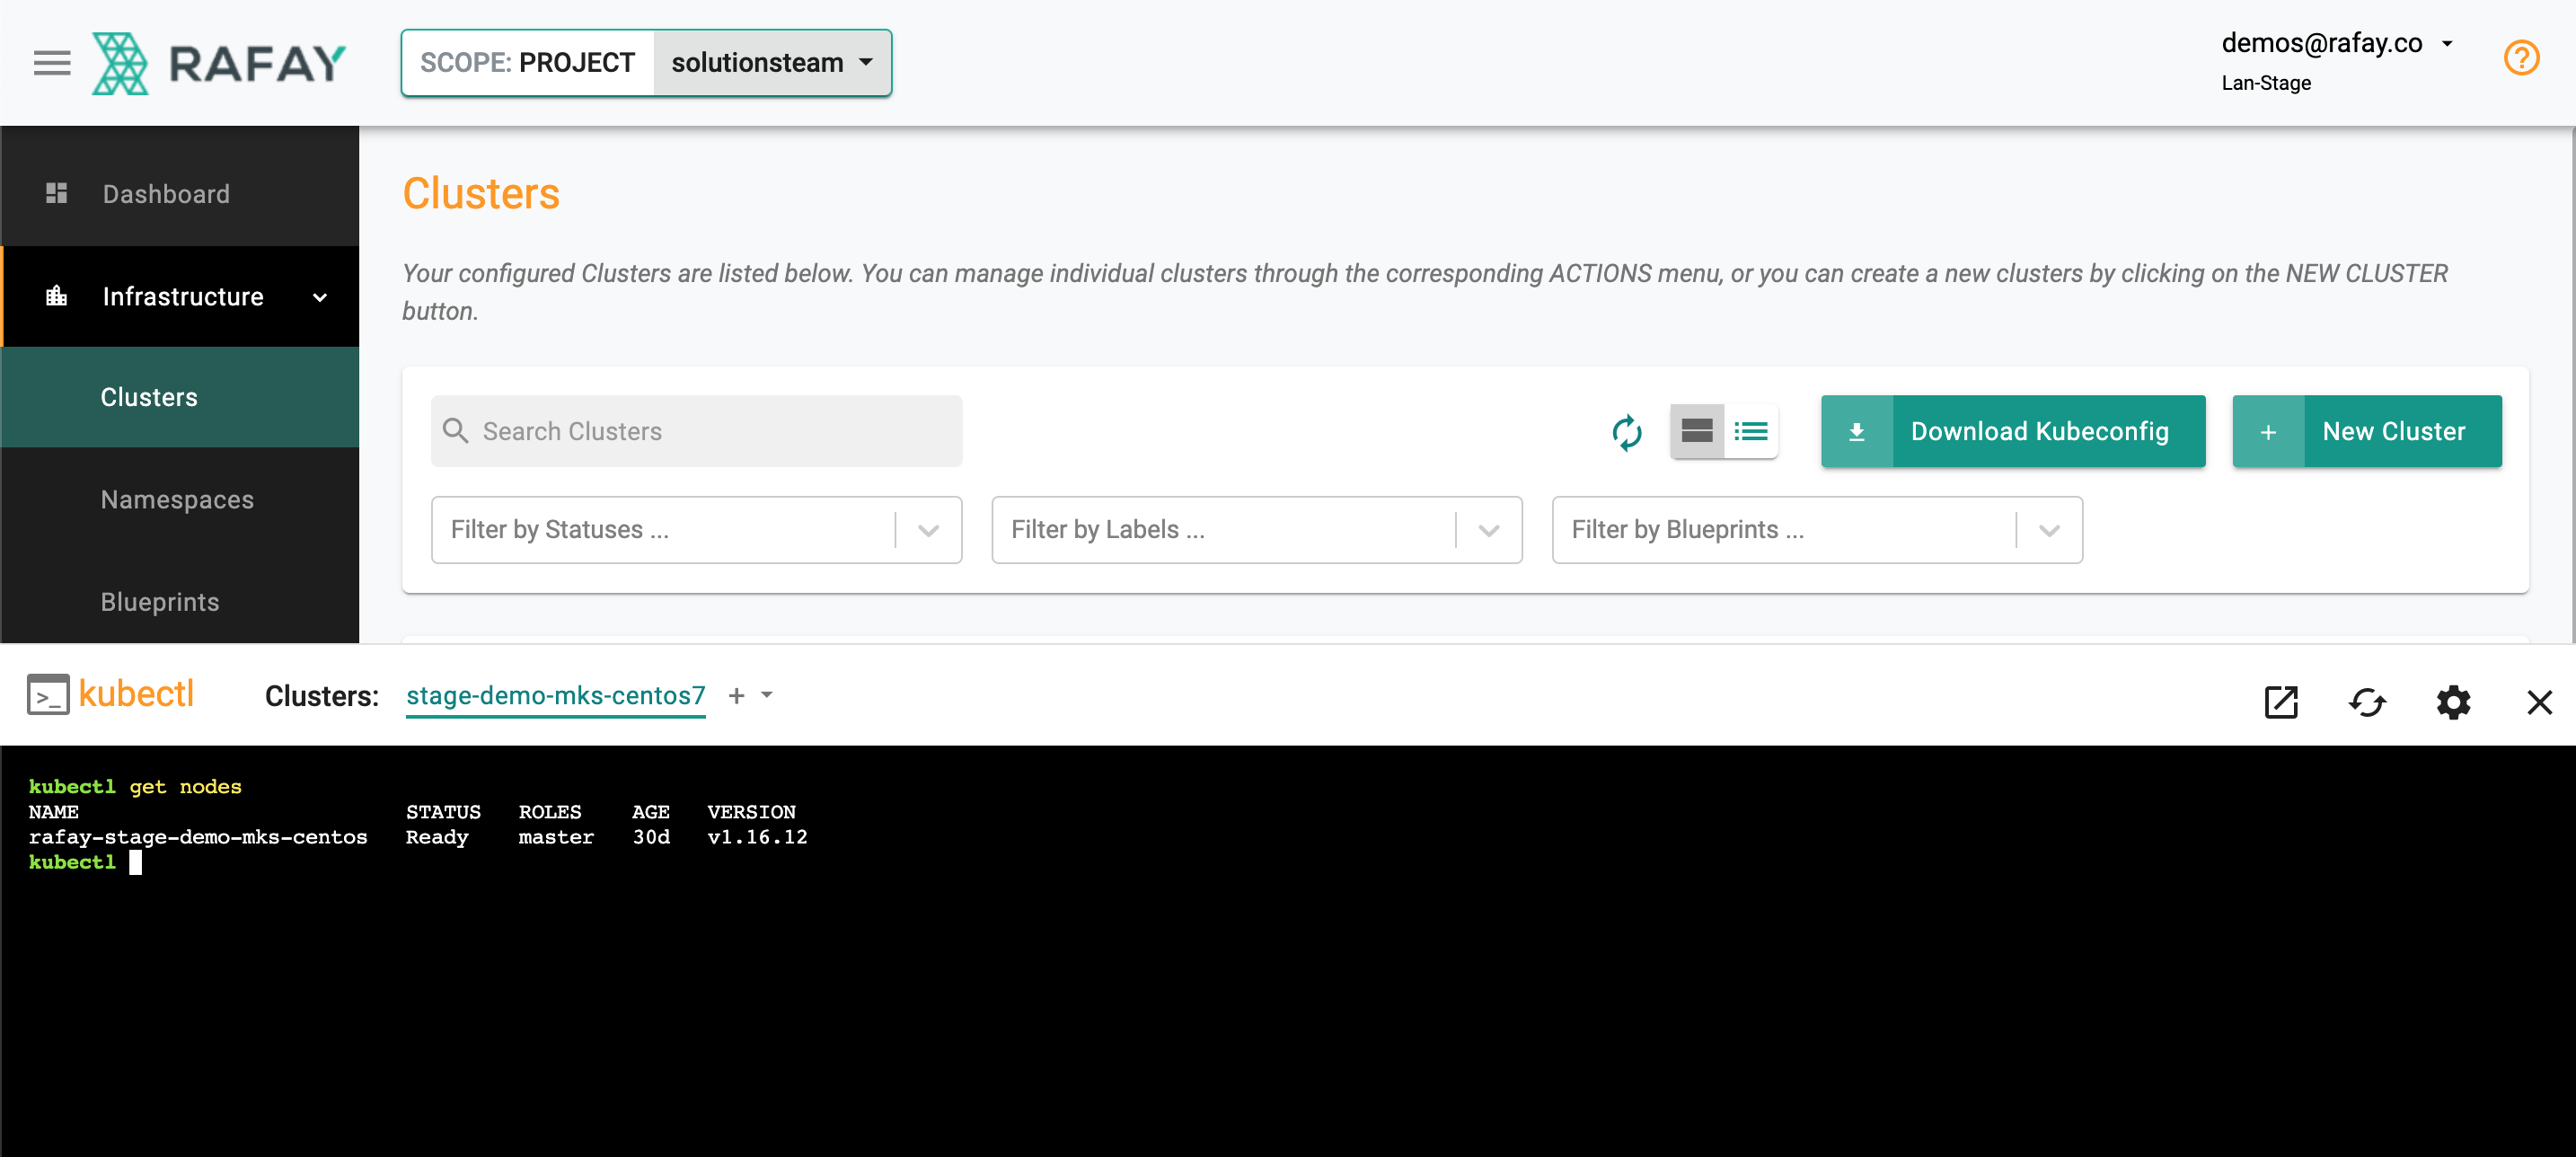 RAFAY
SCOPE: PROJECT solutionsteam
demos@rafay.co
Lan-Stage
?
Dashboard
Infrastructure
Clusters
Namespaces
Blueprints
Clusters
Your configured Clusters are listed below. You can manage individual clusters through the corresponding ACTIONS menu, or you can create a new clusters by clicking on the NEW CLUSTER
button.
Search Clusters
Download Kubeconfig
+ New Cluster
Filter by Statuses ...
Filter by Labels ...
Filter by Blueprints ...
>_ kubectl Clusters: stage-demo-mks-centos7 +
kubectl get nodes
NAME STATUS ROLES AGE VERSION
rafay-stage-demo-mks-centos Ready master 30d v1.16.12
kubectl